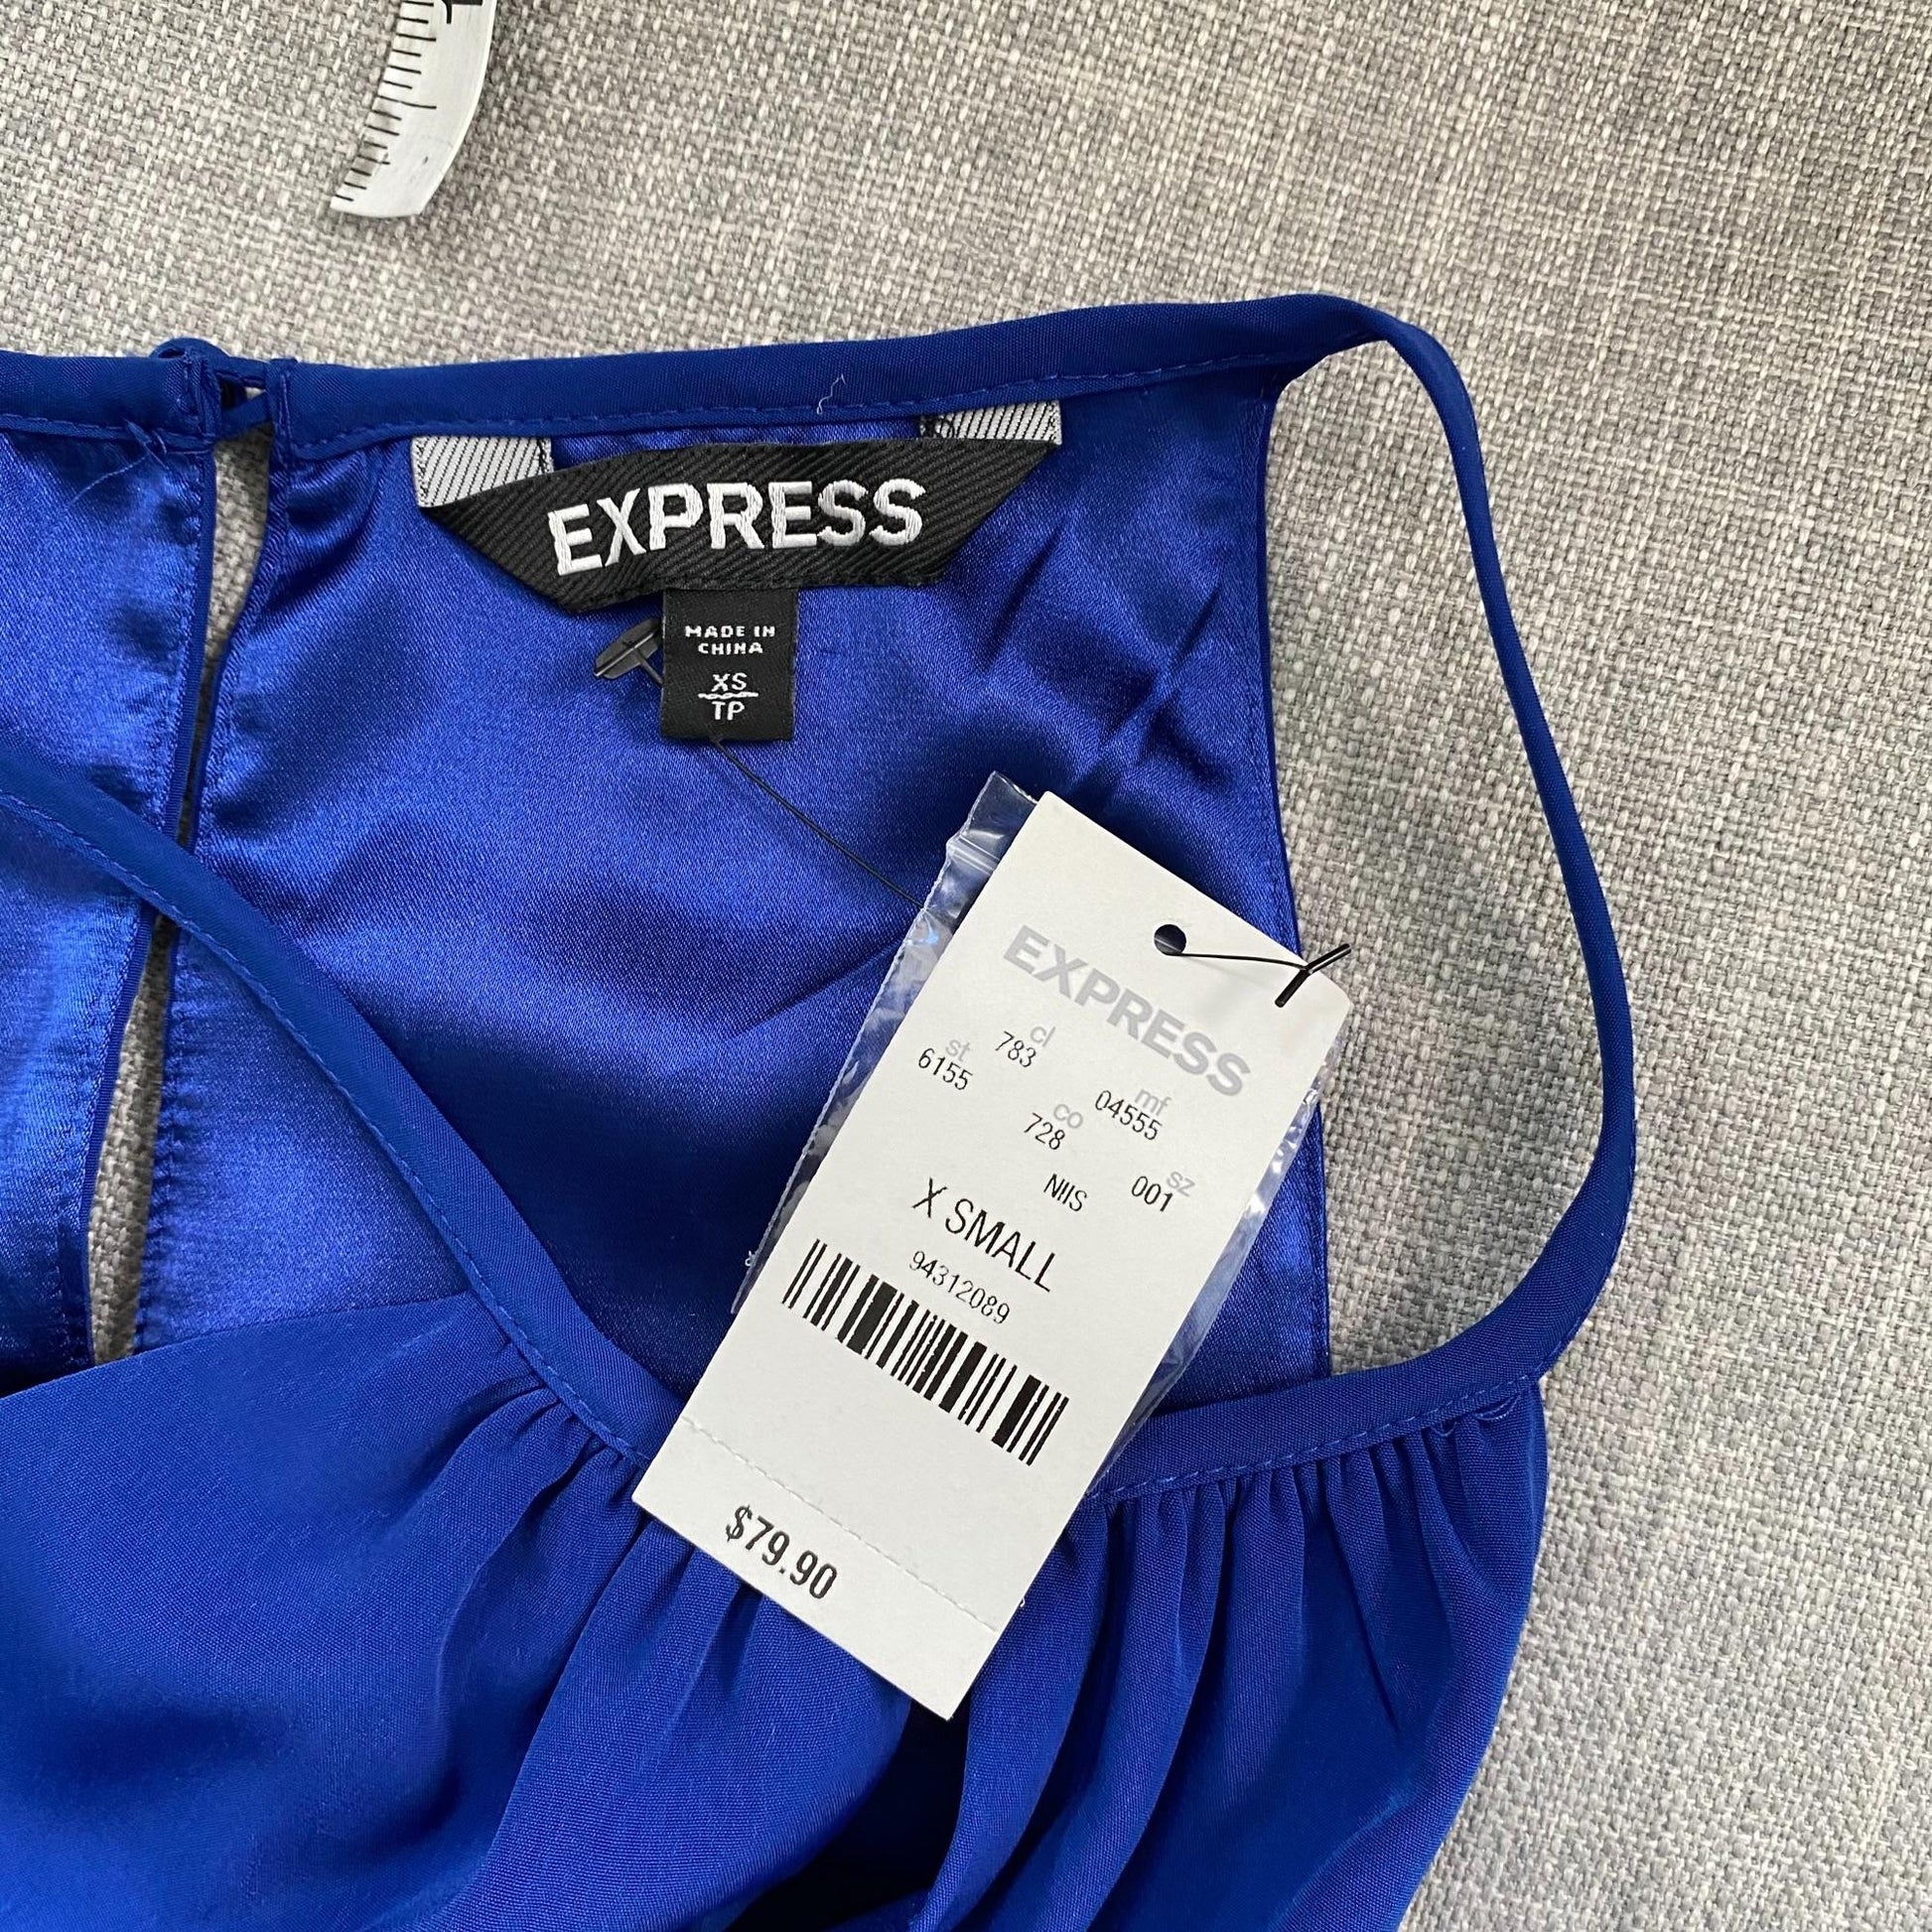 EXPRESS
MADE IN
CHINA
XS
TP
EXPRESS
cl
783
st
6155
mf
04555
co
728
sz
001
NIIS
X SMALL
94312089
$79.90